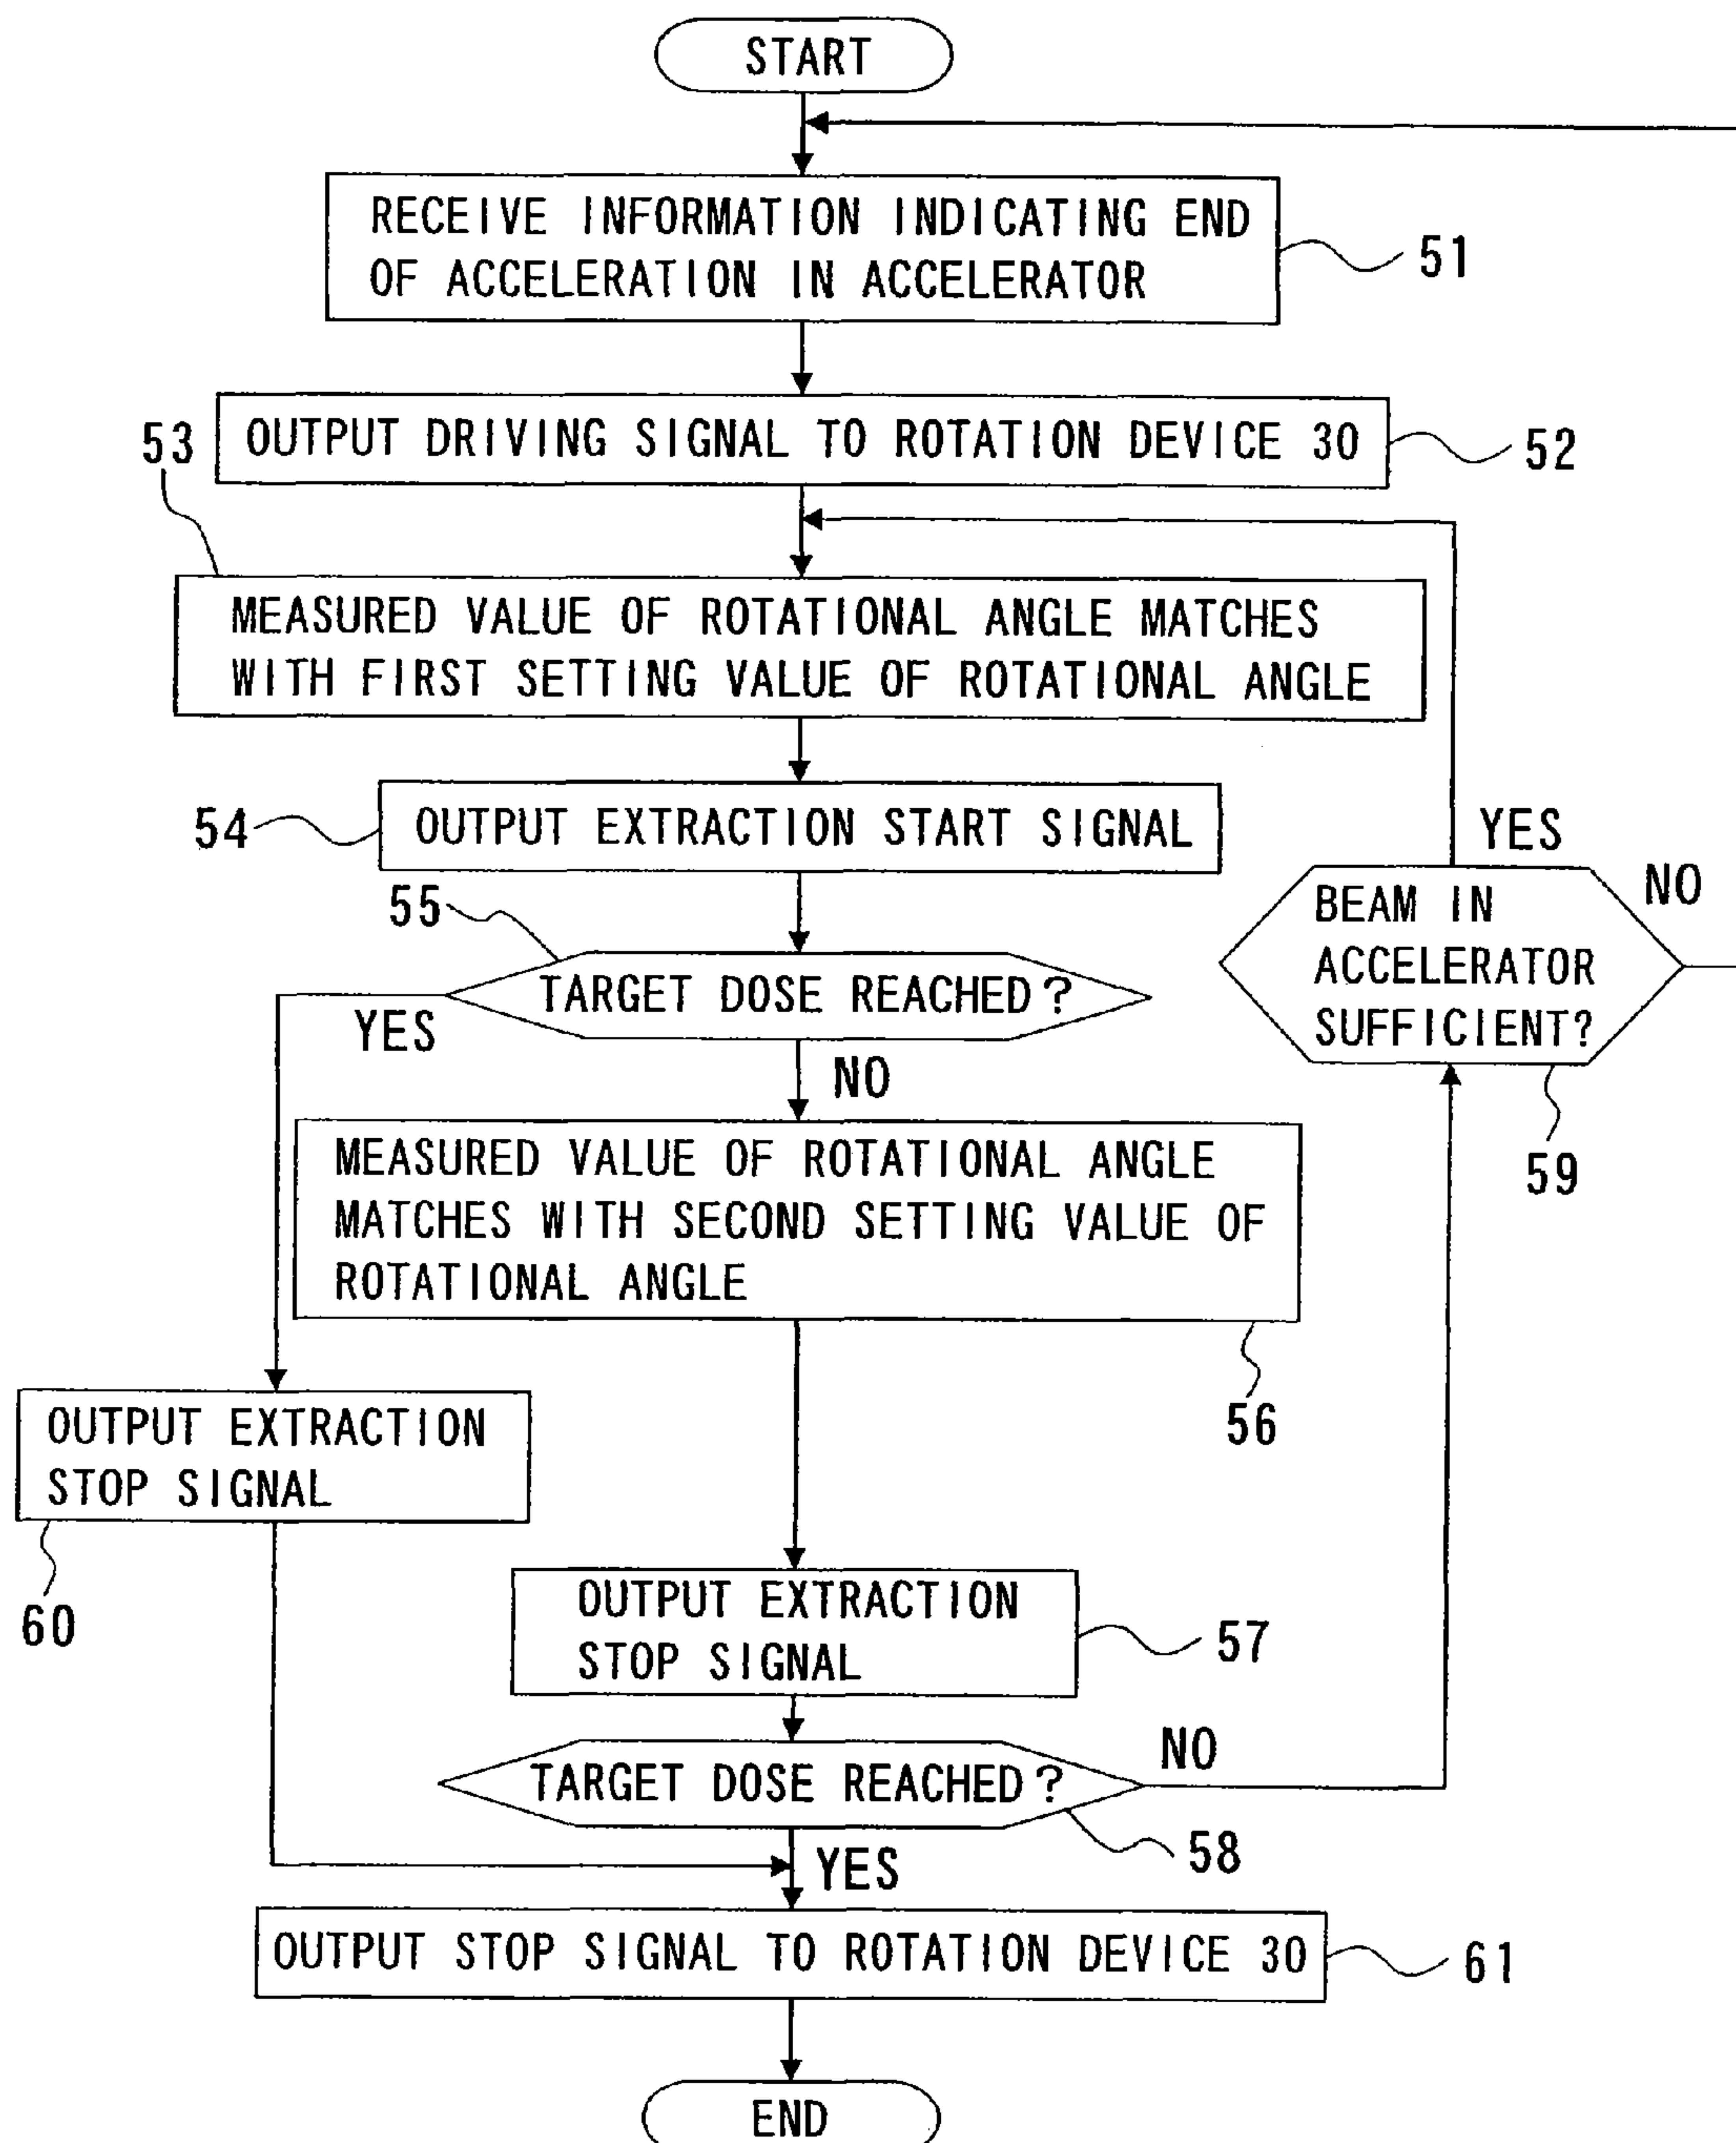 START
RECEIVE INFORMATION INDICATING END
OF ACCELERATION IN ACCELERATOR
51
OUTPUT DRIVING SIGNAL TO ROTATION DEVICE 30
52
53
MEASURED VALUE OF ROTATIONAL ANGLE MATCHES
WITH FIRST SETTING VALUE OF ROTATIONAL ANGLE
54
OUTPUT EXTRACTION START SIGNAL
55
TARGET DOSE REACHED?
YES
NO
YES
NO
BEAM IN
ACCELERATOR
SUFFICIENT?
59
MEASURED VALUE OF ROTATIONAL ANGLE
MATCHES WITH SECOND SETTING VALUE OF
ROTATIONAL ANGLE
56
OUTPUT EXTRACTION
STOP SIGNAL
60
OUTPUT EXTRACTION
STOP SIGNAL
57
TARGET DOSE REACHED?
NO
58
YES
OUTPUT STOP SIGNAL TO ROTATION DEVICE 30
61
END